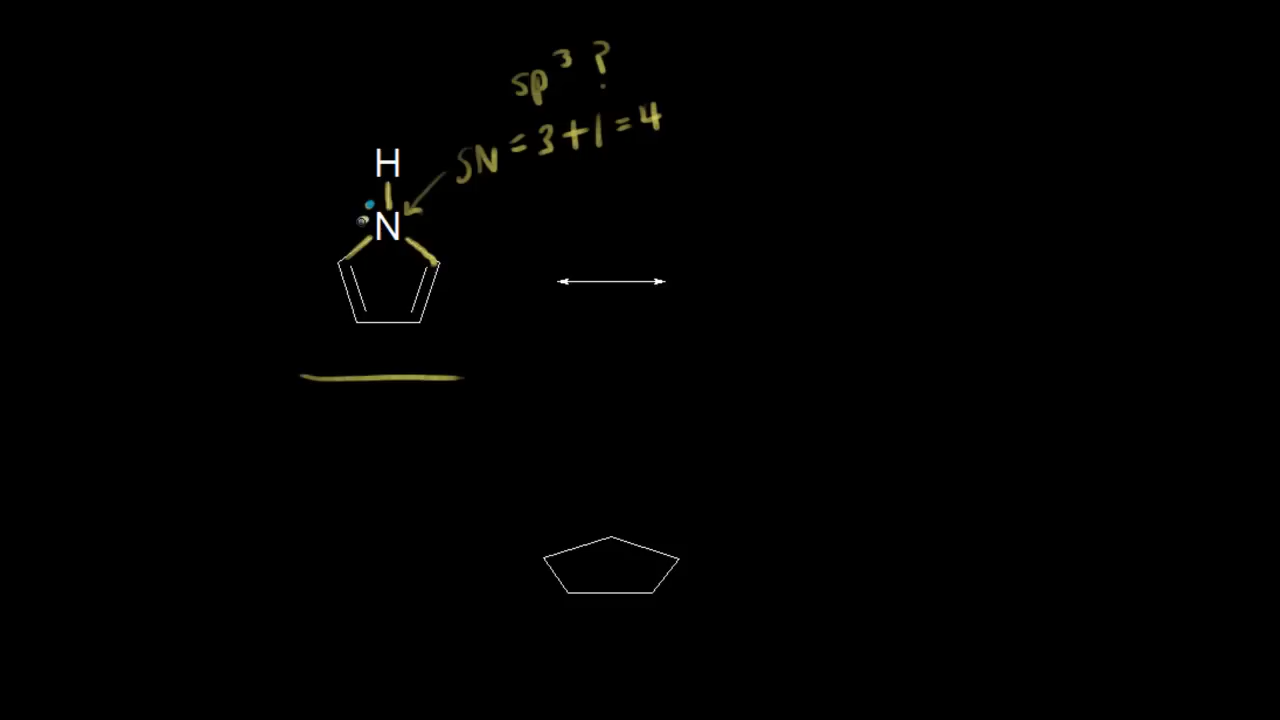 sp³ ?
SN = 3 + 1 = 4
H
N